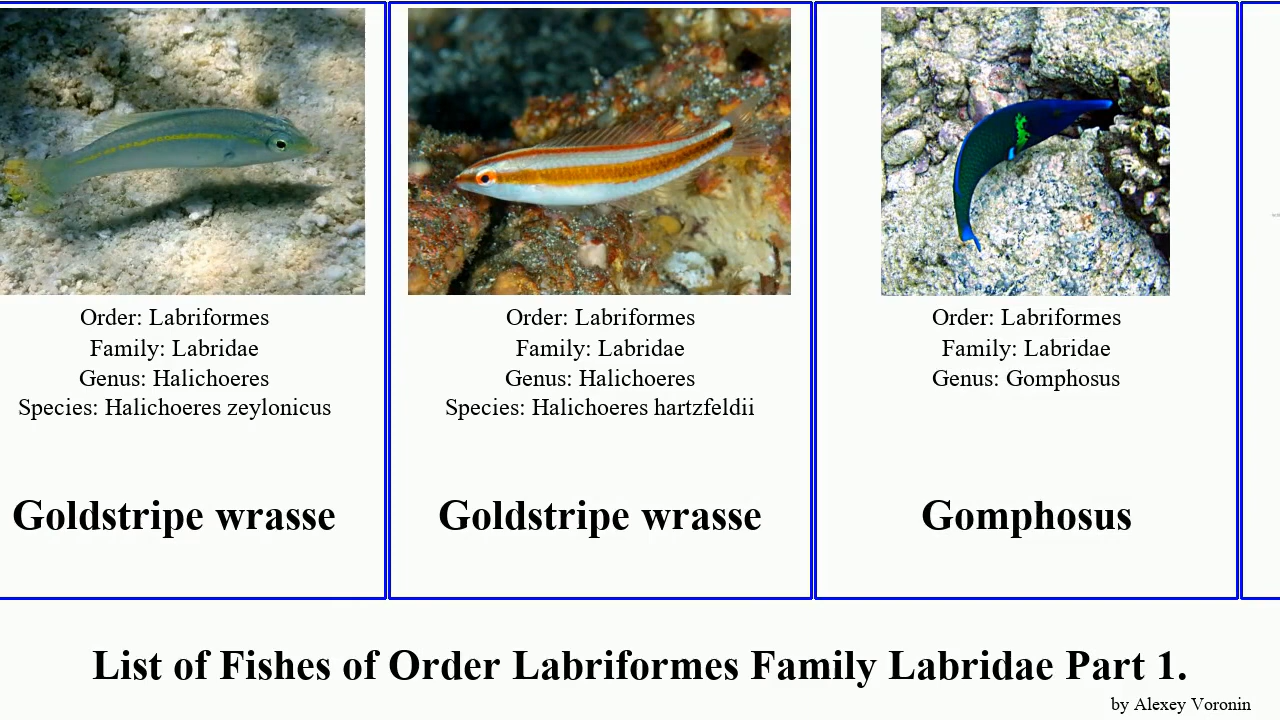 Order: Labriformes
Family: Labridae
Genus: Halichoeres
Species: Halichoeres zeylonicus
Goldstripe wrasse
Order: Labriformes
Family: Labridae
Genus: Halichoeres
Species: Halichoeres hartzfeldii
Goldstripe wrasse
Order: Labriformes
Family: Labridae
Genus: Gomphosus
Gomphosus
List of Fishes of Order Labriformes Family Labridae Part 1.
by Alexey Voronin